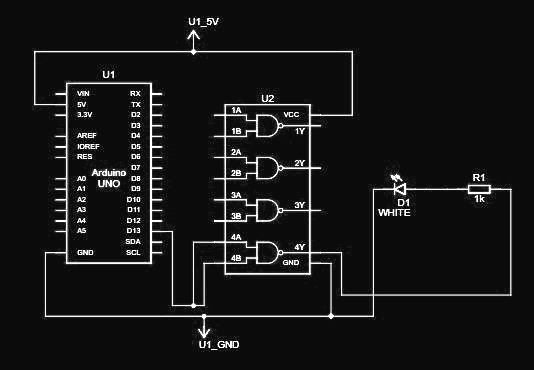 U1_5V
U1
VIN RX
5V TX
3.3V D2
D3
AREF D4
IOREF D5
RES D6
D7
A0 D8
A1 D9
A2 D10
A3 D11
A4 D12
A5 D13
SDA
GND SCL
Arduino
UNO
U2
1A VCC
1B 1Y
2A
2B 2Y
3A
3B 3Y
4A 4Y
4B GND
D1
WHITE
R1
1k
U1_GND